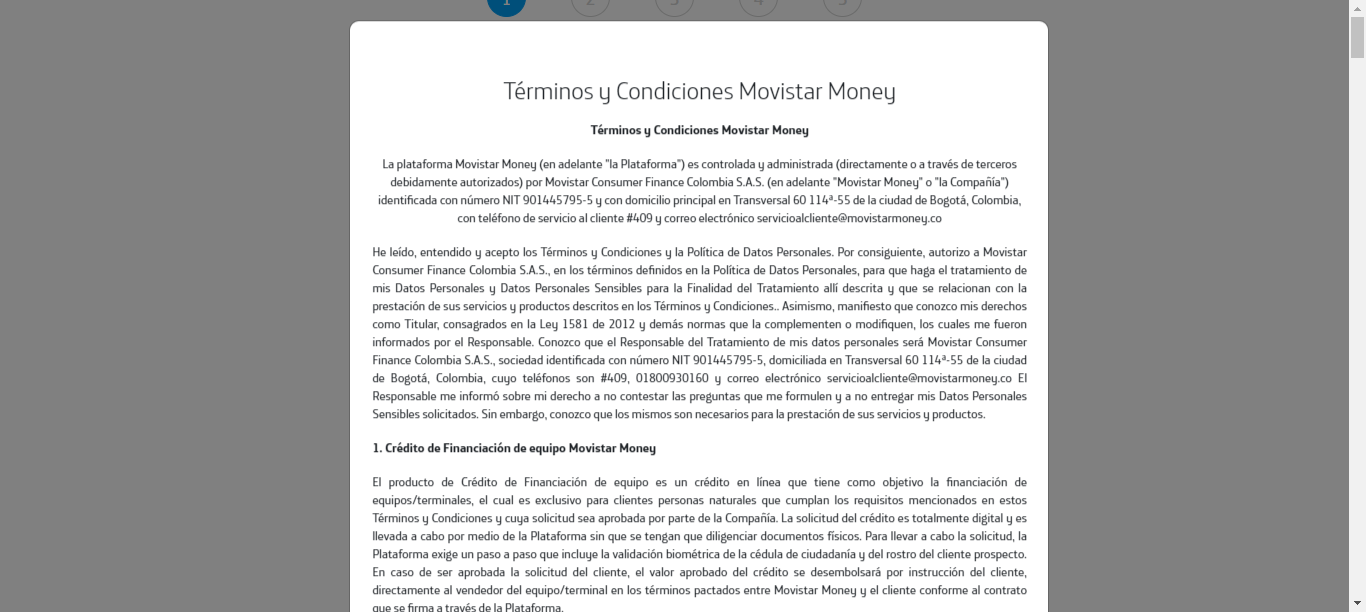 1 2 3 4 5
Términos y Condiciones Movistar Money
Términos y Condiciones Movistar Money
La plataforma Movistar Money (en adelante "la Plataforma") es controlada y administrada (directamente o a través de terceros
debidamente autorizados) por Movistar Consumer Finance Colombia S.A.S. (en adelante "Movistar Money" o "la Compañía")
identificada con número NIT 901445795-5 y con domicilio principal en Transversal 60 114ª-55 de la ciudad de Bogotá, Colombia,
con teléfono de servicio al cliente #409 y correo electrónico servicioalcliente@movistarmoney.co
He leído, entendido y acepto los Términos y Condiciones y la Política de Datos Personales. Por consiguiente, autorizo a Movistar
Consumer Finance Colombia S.A.S., en los términos definidos en la Política de Datos Personales, para que haga el tratamiento de
mis Datos Personales y Datos Personales Sensibles para la Finalidad del Tratamiento allí descrita y que se relacionan con la
prestación de sus servicios y productos descritos en los Términos y Condiciones.. Asimismo, manifiesto que conozco mis derechos
como Titular, consagrados en la Ley 1581 de 2012 y demás normas que la complementen o modifiquen, los cuales me fueron
informados por el Responsable. Conozco que el Responsable del Tratamiento de mis datos personales será Movistar Consumer
Finance Colombia S.A.S., sociedad identificada con número NIT 901445795-5, domiciliada en Transversal 60 114ª-55 de la ciudad
de Bogotá, Colombia, cuyo teléfonos son #409, 01800930160 y correo electrónico servicioalcliente@movistarmoney.co El
Responsable me informó sobre mi derecho a no contestar las preguntas que me formulen y a no entregar mis Datos Personales
Sensibles solicitados. Sin embargo, conozco que los mismos son necesarios para la prestación de sus servicios y productos.
1. Crédito de Financiación de equipo Movistar Money
El producto de Crédito de Financiación de equipo es un crédito en línea que tiene como objetivo la financiación de
equipos/terminales, el cual es exclusivo para clientes personas naturales que cumplan los requisitos mencionados en estos
Términos y Condiciones y cuya solicitud sea aprobada por parte de la Compañía. La solicitud del crédito es totalmente digital y es
llevada a cabo por medio de la Plataforma sin que se tengan que diligenciar documentos físicos. Para llevar a cabo la solicitud, la
Plataforma exige un paso a paso que incluye la validación biométrica de la cédula de ciudadanía y del rostro del cliente prospecto.
En caso de ser aprobada la solicitud del cliente, el valor aprobado del crédito se desembolsará por instrucción del cliente,
directamente al vendedor del equipo/terminal en los términos pactados entre Movistar Money y el cliente conforme al contrato
que se firma a través de la Plataforma.